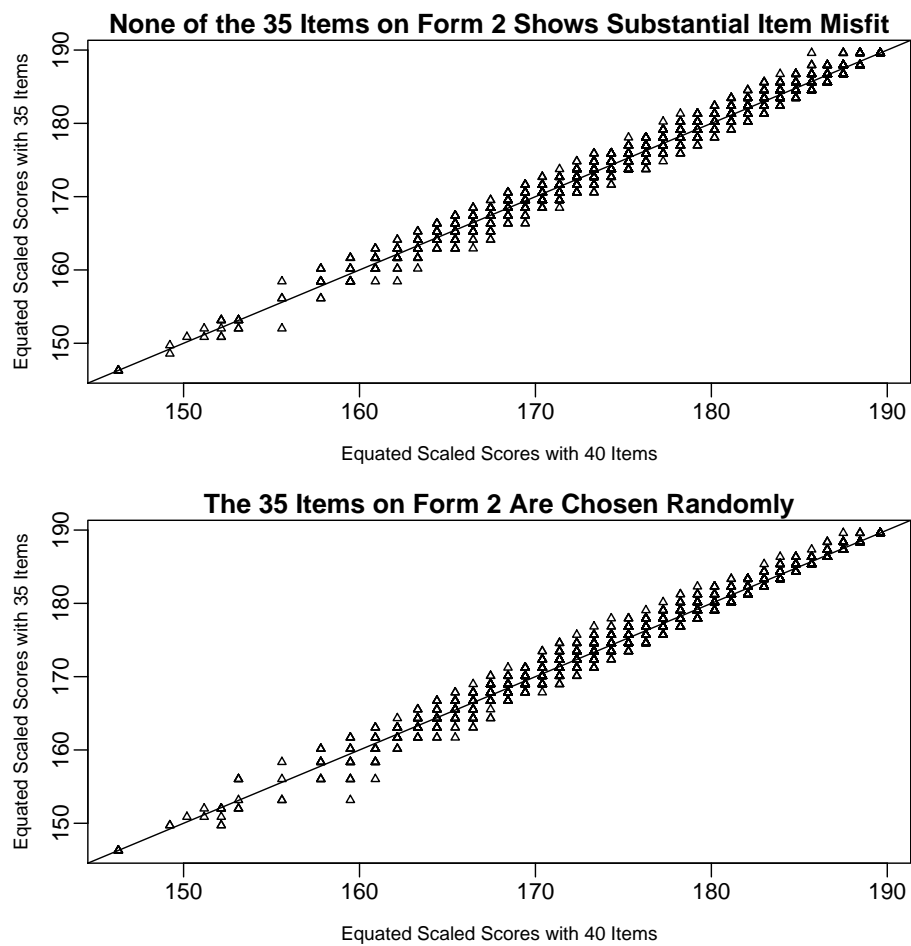 None of the 35 Items on Form 2 Shows Substantial Item Misfit
Equated Scaled Scores with 35 Items
190
180
170
160
150
150 160 170 180 190
Equated Scaled Scores with 40 Items
The 35 Items on Form 2 Are Chosen Randomly
Equated Scaled Scores with 35 Items
190
180
170
160
150
150 160 170 180 190
Equated Scaled Scores with 40 Items